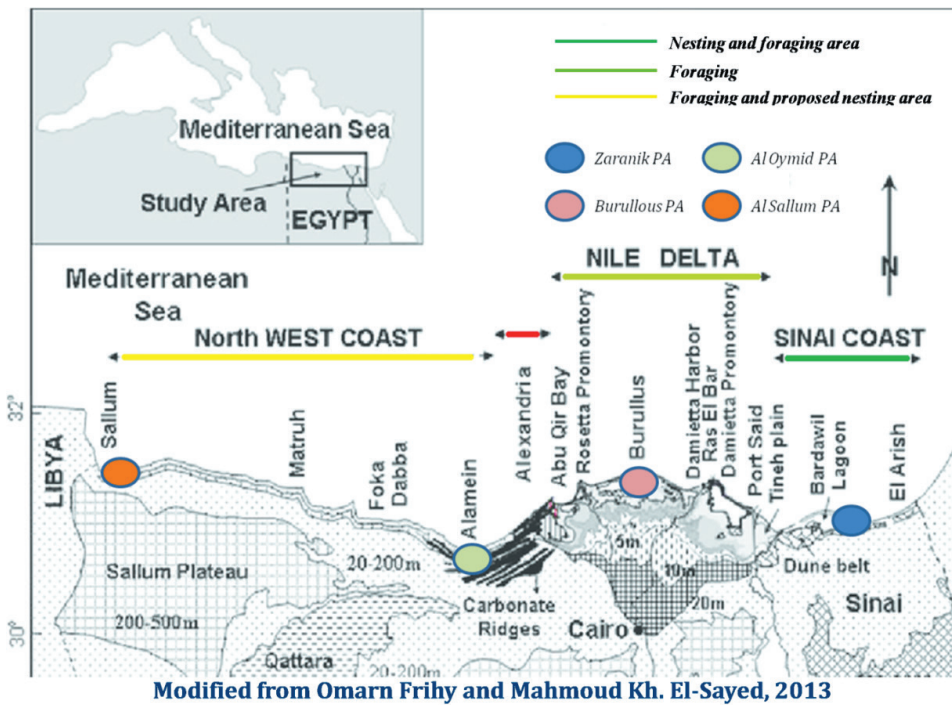 Mediterranean Sea
Study Area
EGYPT
Nesting and foraging area
Foraging
Foraging and proposed nesting area
Zaranik PA
Al Oymid PA
Burullous PA
Al Sallum PA
N
Mediterranean
Sea
North WEST COAST
NILE DELTA
SINAI COAST
32°
30°
LIBYA
Sallum
Matruh
Foka
Dabba
Alamein
Alexandria
Abu Qir Bay
Rosetta Promontory
Burullus
Damietta Harbor
Ras El Bar
Damietta Promontory
Port Said
Tineh plain
Bardawil
Lagoon
El Arish
Sallum Plateau
200-500m
20-200m
Qattara
20-200m
Carbonate
Ridges
5m
10m
20m
Cairo
Dune belt
Sinai
Modified from Omarn Frihy and Mahmoud Kh. El-Sayed, 2013